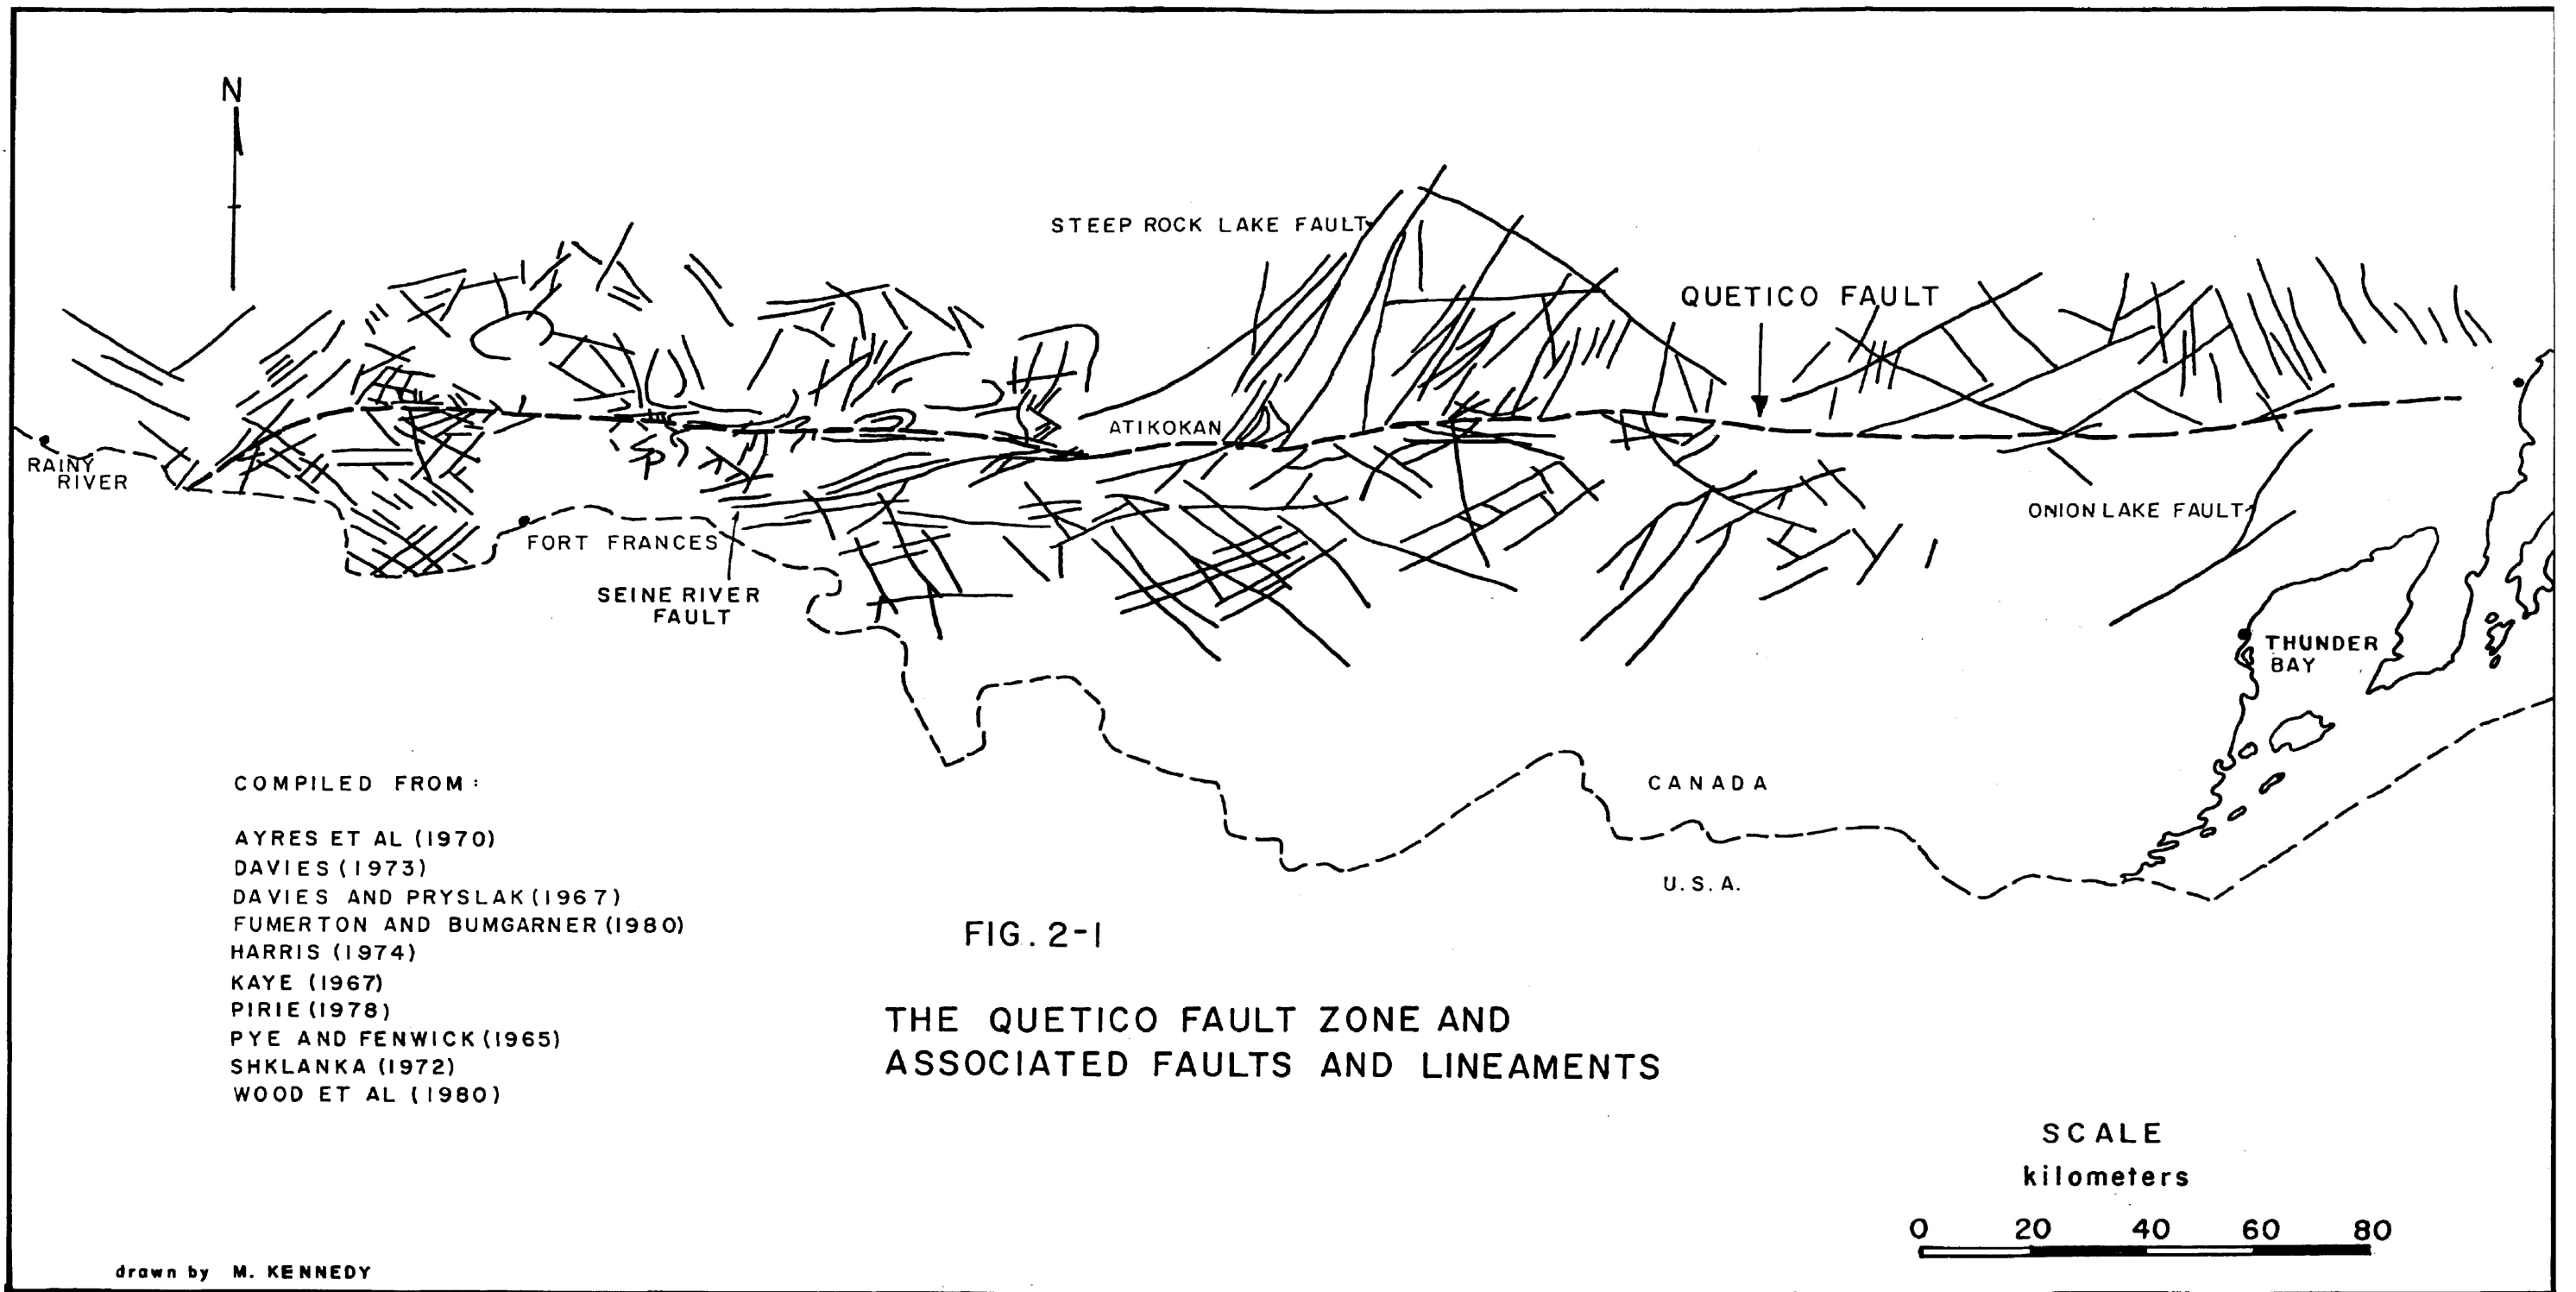 N
STEEP ROCK LAKE FAULT
QUETICO FAULT
ATIKOKAN
RAINY
RIVER
ONION LAKE FAULT
FORT FRANCES
SEINE RIVER
FAULT
THUNDER
BAY
CANADA
U.S.A.
COMPILED FROM:
AYRES ET AL (1970)
DAVIES (1973)
DAVIES AND PRYSLAK (1967)
FUMERTON AND BUMGARNER (1980)
HARRIS (1974)
KAYE (1967)
PIRIE (1978)
PYE AND FENWICK (1965)
SHKLANKA (1972)
WOOD ET AL (1980)
FIG. 2-1
THE QUETICO FAULT ZONE AND
ASSOCIATED FAULTS AND LINEAMENTS
SCALE
kilometers
0 20 40 60 80
drawn by M. KENNEDY